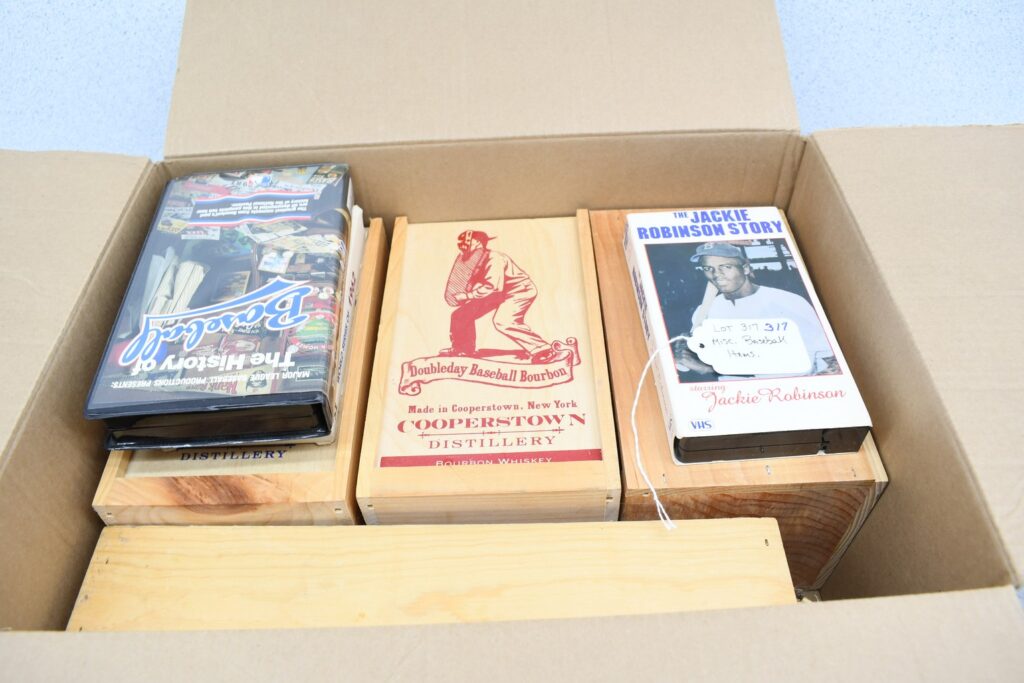 MAJOR LEAGUE BASEBALL PRODUCTIONS PRESENTS:
The History of
Baseball
DISTILLERY
Doubleday Baseball Bourbon
Made in Cooperstown, New York
COOPERSTOWN
DISTILLERY
BOURBON WHISKEY
THE JACKIE
ROBINSON STORY
LOT 317 317
Misc. Baseball
Items.
starring
Jackie Robinson
VHS